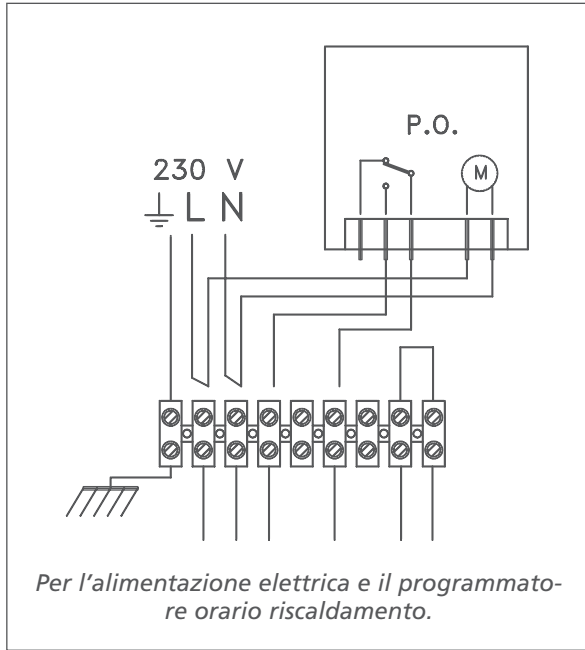 P.O.
M
230 V
L N
Per l'alimentazione elettrica e il programmato-
re orario riscaldamento.